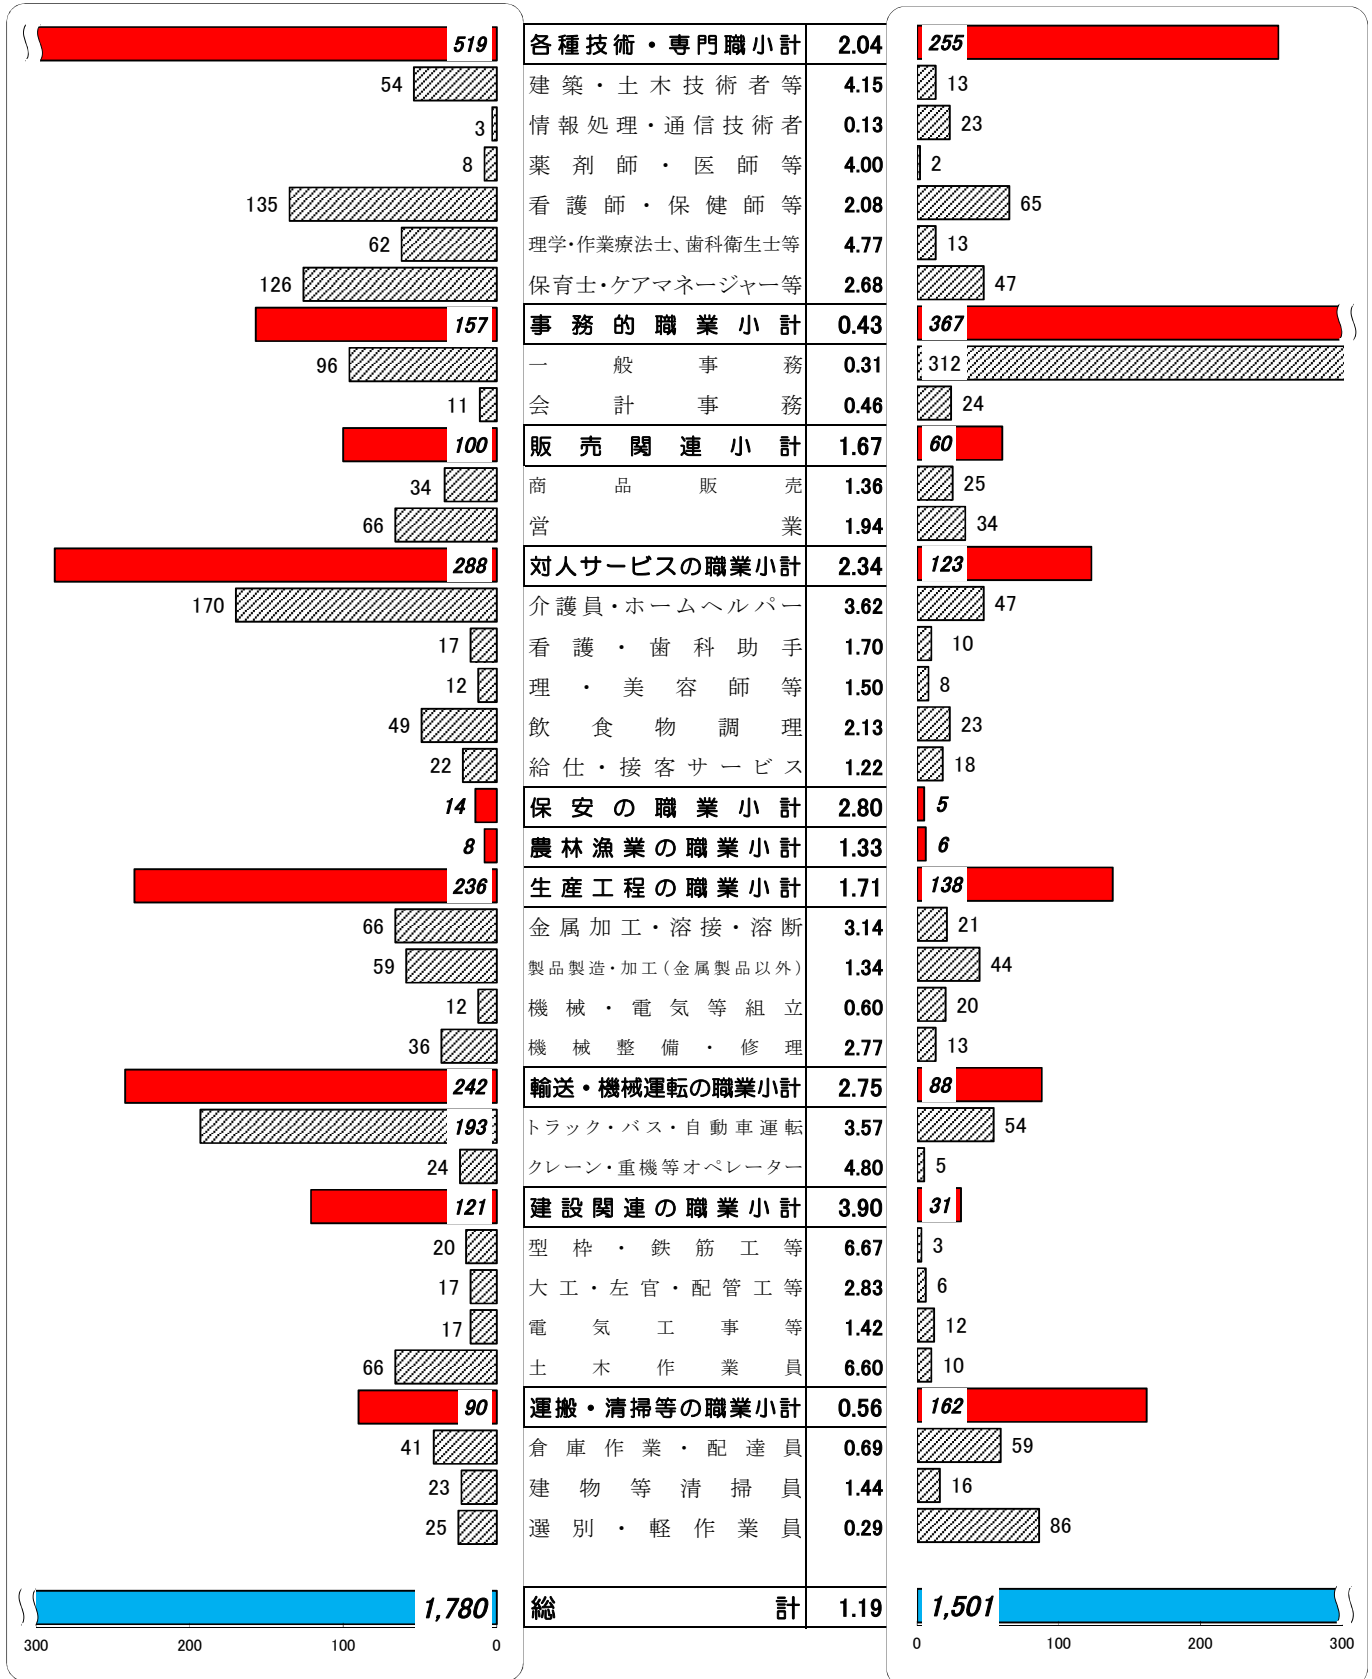 519 各種技術・専門職小計 2.04 255
54 建築・土木技術者等 4.15 13
3 情報処理・通信技術者 0.13 23
8 薬剤師・医師等 4.00 2
135 看護師・保健師等 2.08 65
62 理学・作業療法士、歯科衛生士等 4.77 13
126 保育士・ケアマネージャー等 2.68 47
157 事務的職業小計 0.43 367
96 一般事務 0.31 312
11 会計事務 0.46 24
100 販売関連小計 1.67 60
34 商品販売 1.36 25
66 営業 1.94 34
288 対人サービスの職業小計 2.34 123
170 介護員・ホームヘルパー 3.62 47
17 看護・歯科助手 1.70 10
12 理・美容師等 1.50 8
49 飲食物調理 2.13 23
22 給仕・接客サービス 1.22 18
14 保安の職業小計 2.80 5
8 農林漁業の職業小計 1.33 6
236 生産工程の職業小計 1.71 138
66 金属加工・溶接・溶断 3.14 21
59 製品製造・加工(金属製品以外) 1.34 44
12 機械・電気等組立 0.60 20
36 機械整備・修理 2.77 13
242 輸送・機械運転の職業小計 2.75 88
193 トラック・バス・自動車運転 3.57 54
24 クレーン・重機等オペレーター 4.80 5
121 建設関連の職業小計 3.90 31
20 型枠・鉄筋工等 6.67 3
17 大工・左官・配管工等 2.83 6
17 電気工事等 1.42 12
66 土木作業員 6.60 10
90 運搬・清掃等の職業小計 0.56 162
41 倉庫作業・配達員 0.69 59
23 建物等清掃員 1.44 16
25 選別・軽作業員 0.29 86
1,780 総計 1.19 1,501
300 200 100 0 0 100 200 300